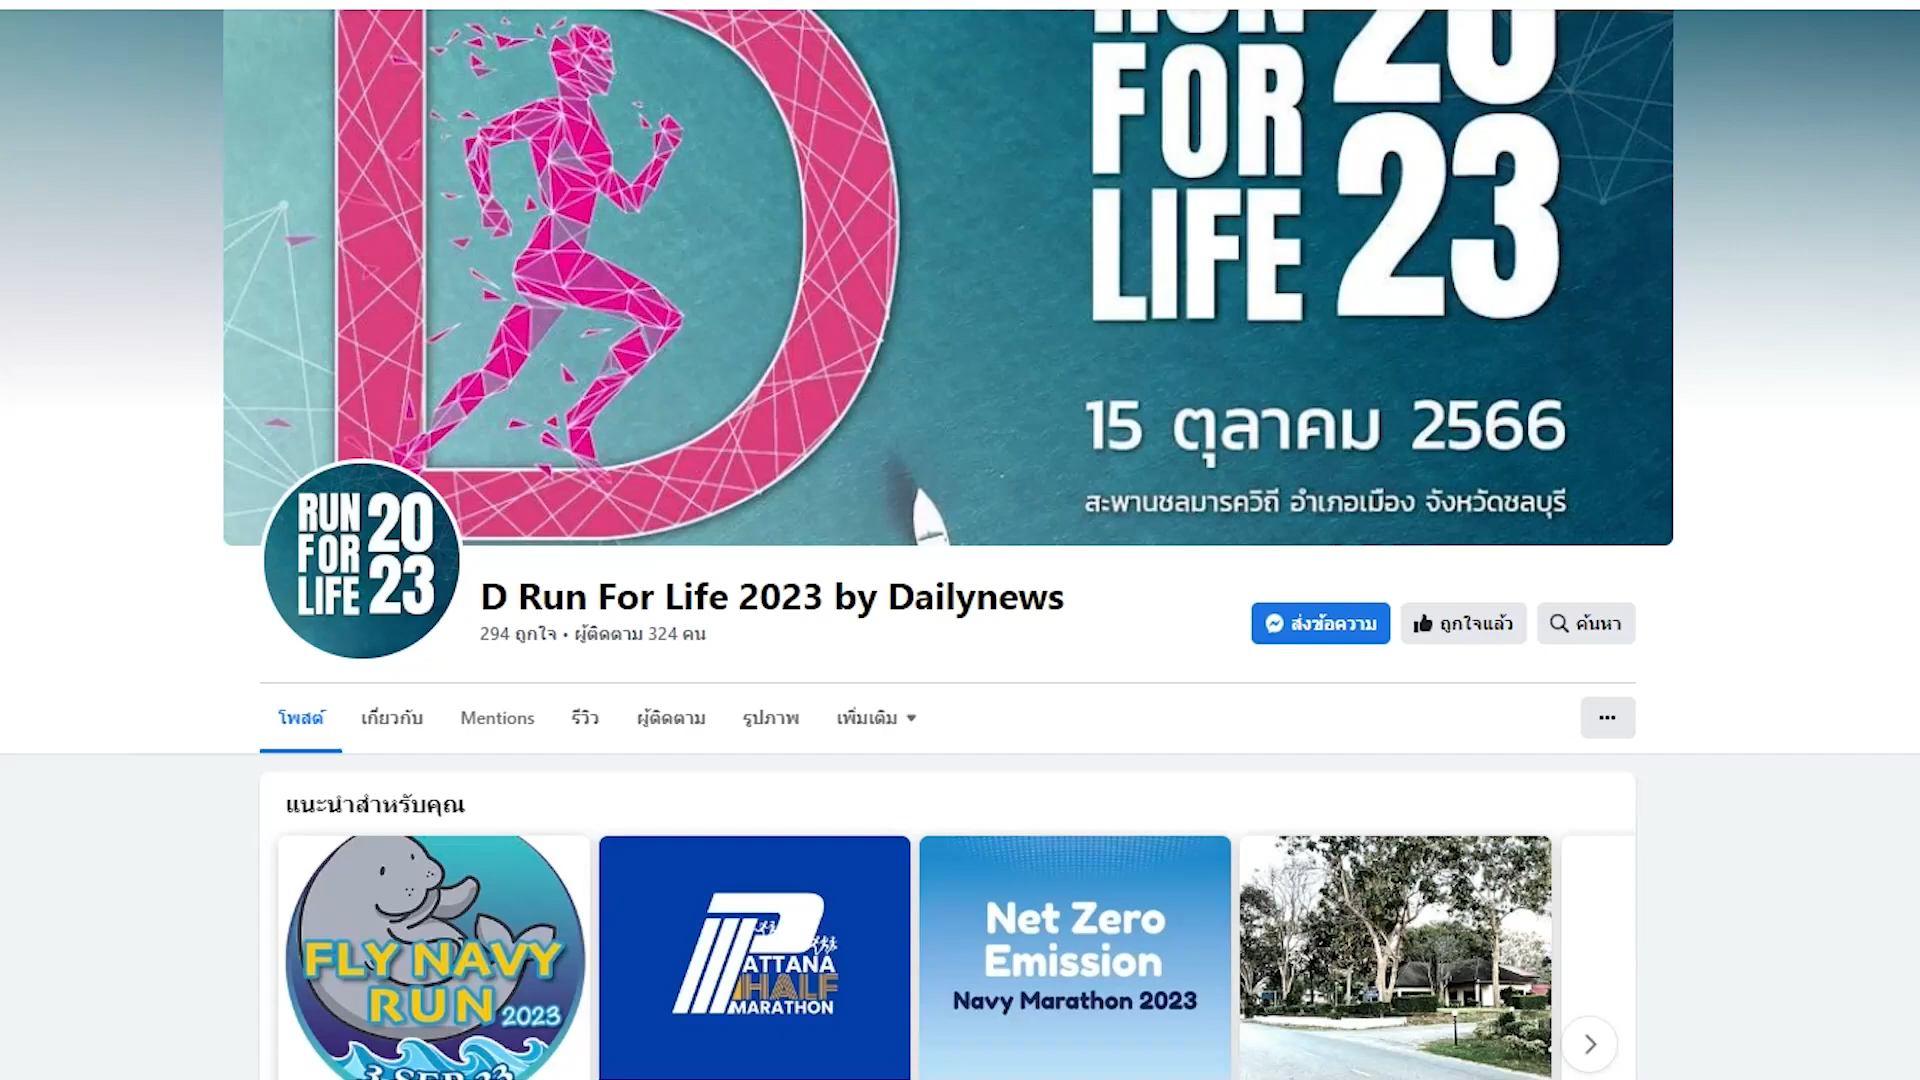 RUN 20
FOR
LIFE 23
15 ตุลาคม 2566
สะพานชลมารควิถี อำเภอเมือง จังหวัดชลบุรี
RUN 20
FOR
LIFE 23
D Run For Life 2023 by Dailynews
294 ถูกใจ • ผู้ติดตาม 324 คน
ส่งข้อความ
ถูกใจแล้ว
ค้นหา
โพสต์ เกี่ยวกับ Mentions รีวิว ผู้ติดตาม รูปภาพ เพิ่มเติม
แนะนำสำหรับคุณ
FLY NAVY
RUN 2023
3 SEP 23
PATTANA
HALF
MARATHON
Net Zero
Emission
Navy Marathon 2023